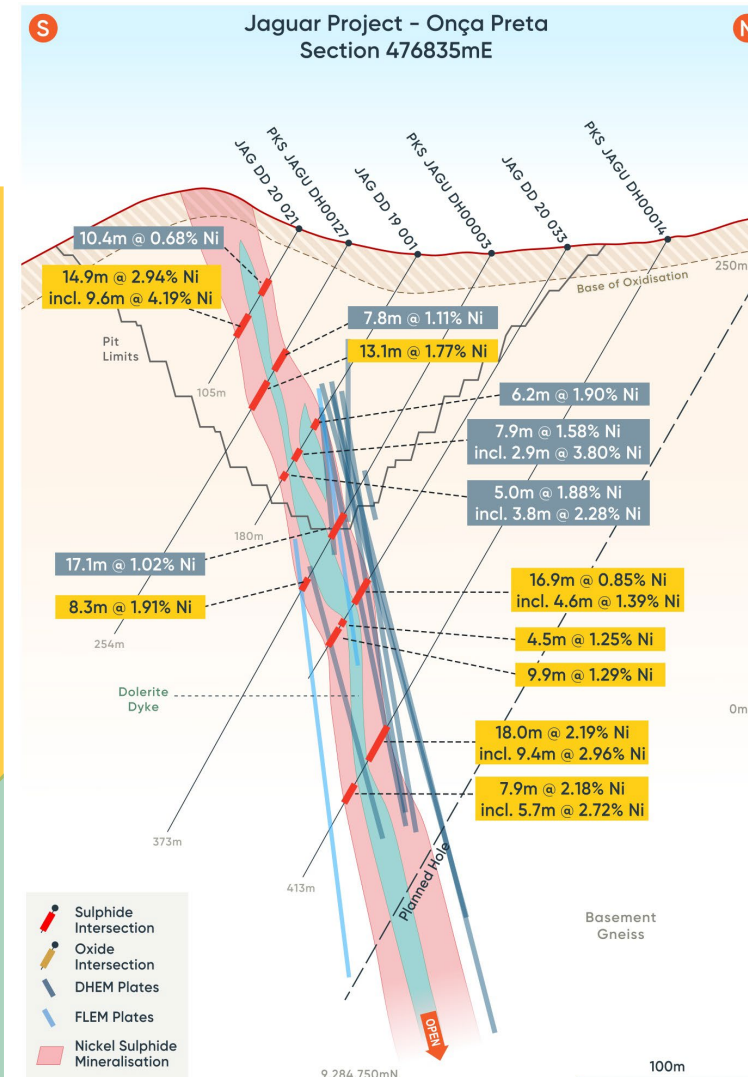 S
Jaguar Project - Onça Preta
Section 476835mE
N
JAG DD 20 021
PKS JAGU DH00127
JAG DD 19 001
PKS JAGU DH00003
JAG DD 20 033
PKS JAGU DH00014
10.4m @ 0.68% Ni
14.9m @ 2.94% Ni
incl. 9.6m @ 4.19% Ni
250m
Base of Oxidisation
Pit
Limits
7.8m @ 1.11% Ni
13.1m @ 1.77% Ni
105m
6.2m @ 1.90% Ni
7.9m @ 1.58% Ni
incl. 2.9m @ 3.80% Ni
5.0m @ 1.88% Ni
incl. 3.8m @ 2.28% Ni
180m
17.1m @ 1.02% Ni
8.3m @ 1.91% Ni
16.9m @ 0.85% Ni
incl. 4.6m @ 1.39% Ni
4.5m @ 1.25% Ni
9.9m @ 1.29% Ni
254m
Dolerite
Dyke
0m
18.0m @ 2.19% Ni
incl. 9.4m @ 2.96% Ni
7.9m @ 2.18% Ni
incl. 5.7m @ 2.72% Ni
373m
413m
Planned Hole
Basement
Gneiss
Sulphide
Intersection
Oxide
Intersection
DHEM Plates
FLEM Plates
Nickel Sulphide
Mineralisation
OPEN
9,284,750mN
100m